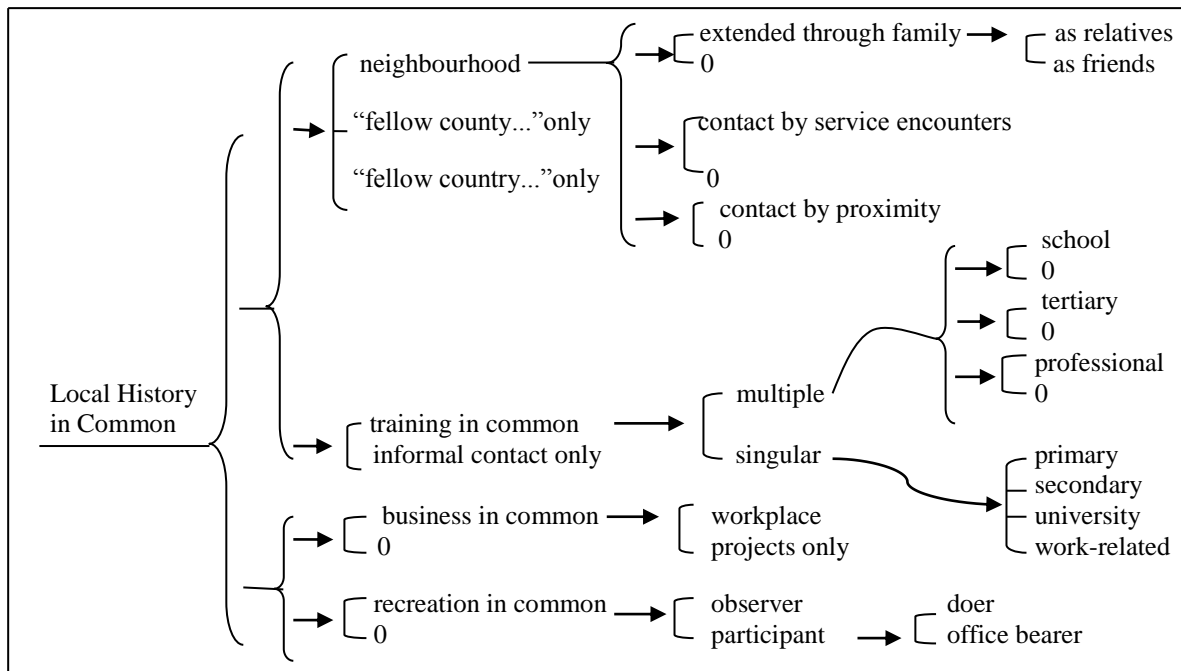 extended through family
0
as relatives
as friends
neighbourhood
“fellow county...”only
“fellow country...”only
contact by service encounters
0
contact by proximity
0
school
0
tertiary
0
professional
0
Local History
in Common
multiple
singular
training in common
informal contact only
primary
secondary
university
work-related
business in common
0
workplace
projects only
recreation in common
0
observer
participant
doer
office bearer